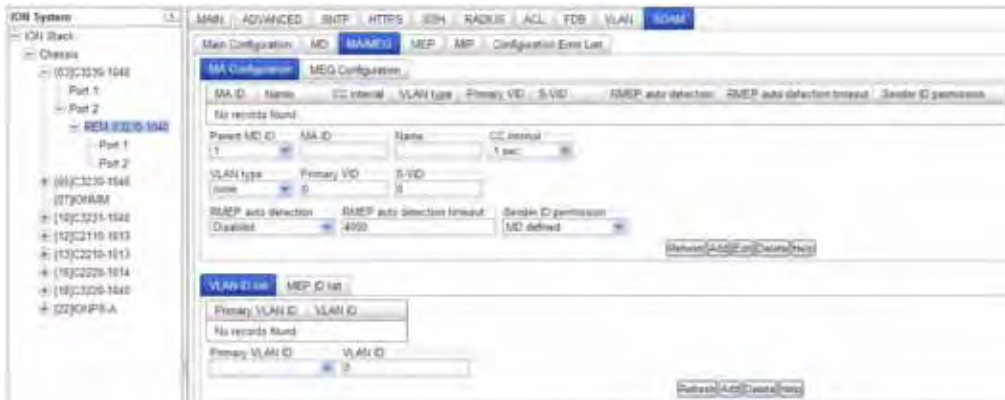 ION System
ION Stack
Chassis
[03]C3230-1040
Port 1
Port 2
REM:S3230-1040
Port 1
Port 2
[05]C3230-1040
[07]IONMM
[10]C3231-1040
[12]C2110-1013
[13]C2210-1013
[16]C2220-1014
[18]C3220-1040
[22]IONPS-A
MAIN ADVANCED SNTP HTTPS SSH RADIUS ACL FDB VLAN SOAM
Main Configuration MD MA/MEG MEP MIP Configuration Error List
MA Configuration MEG Configuration
MA ID Name CC interval VLAN type Primary VID S-VID RMEP auto detection RMEP auto detection timeout Sender ID permission
No records found
Parent MD ID MA ID Name CC interval
1 1 sec
VLAN type Primary VID S-VID
none 0 0
RMEP auto detection RMEP auto detection timeout Sender ID permission
Disabled 4000 MD defined
Refresh Add Edit Delete Help
VLAN ID list MEP ID list
Primary VLAN ID VLAN ID
No records found
Primary VLAN ID VLAN ID
0
Refresh Add Delete Help